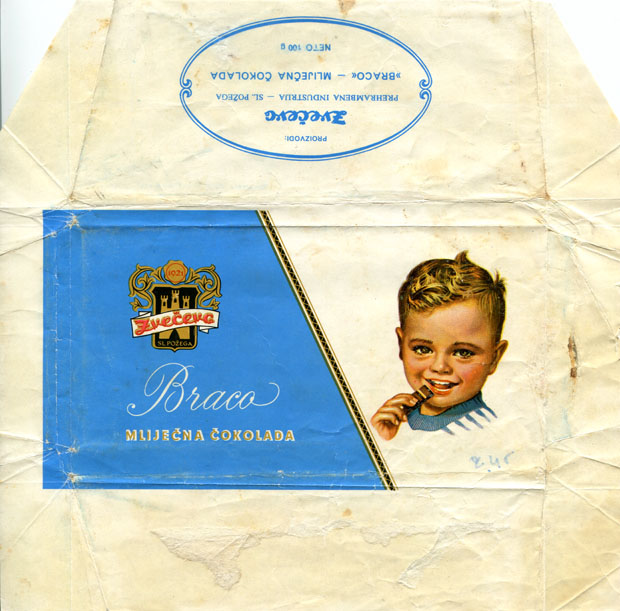 PROIZVODI:
Zvečevo
PREHRAMBENA INDUSTRIJA — SL. POŽEGA
»BRACO« — MLIJEČNA ČOKOLADA
NETO 100 g
1921
Zvečevo
SL. POŽEGA
Braco
MLIJEČNA ČOKOLADA